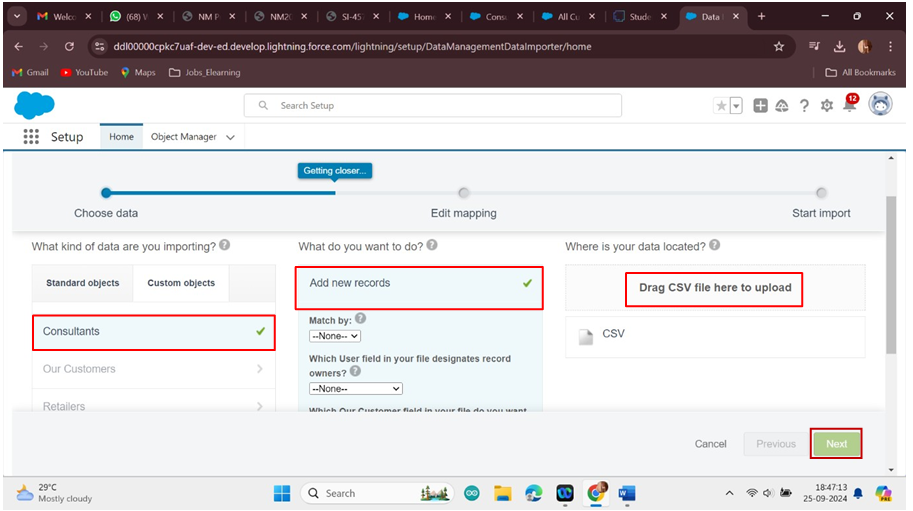 Welco
(68) W
NM P
NM20
SI-45
Home
Consu
All Cu
Stude
Data
ddl00000cpkc7uaf-dev-ed.develop.lightning.force.com/lightning/setup/DataManagementDataImporter/home
Gmail
YouTube
Maps
Jobs_Elearning
All Bookmarks
Search Setup
12
Setup
Home
Object Manager
Getting closer...
Choose data
Edit mapping
Start import
What kind of data are you importing? ?
What do you want to do? ?
Where is your data located? ?
Standard objects
Custom objects
Consultants
Our Customers
Retailers
Add new records
Match by: ?
--None--
Which User field in your file designates record
owners? ?
--None--
Which Our Customer field in your file do you want
Drag CSV file here to upload
CSV
Cancel
Previous
Next
29°C
Mostly cloudy
Search
18:47:13
25-09-2024